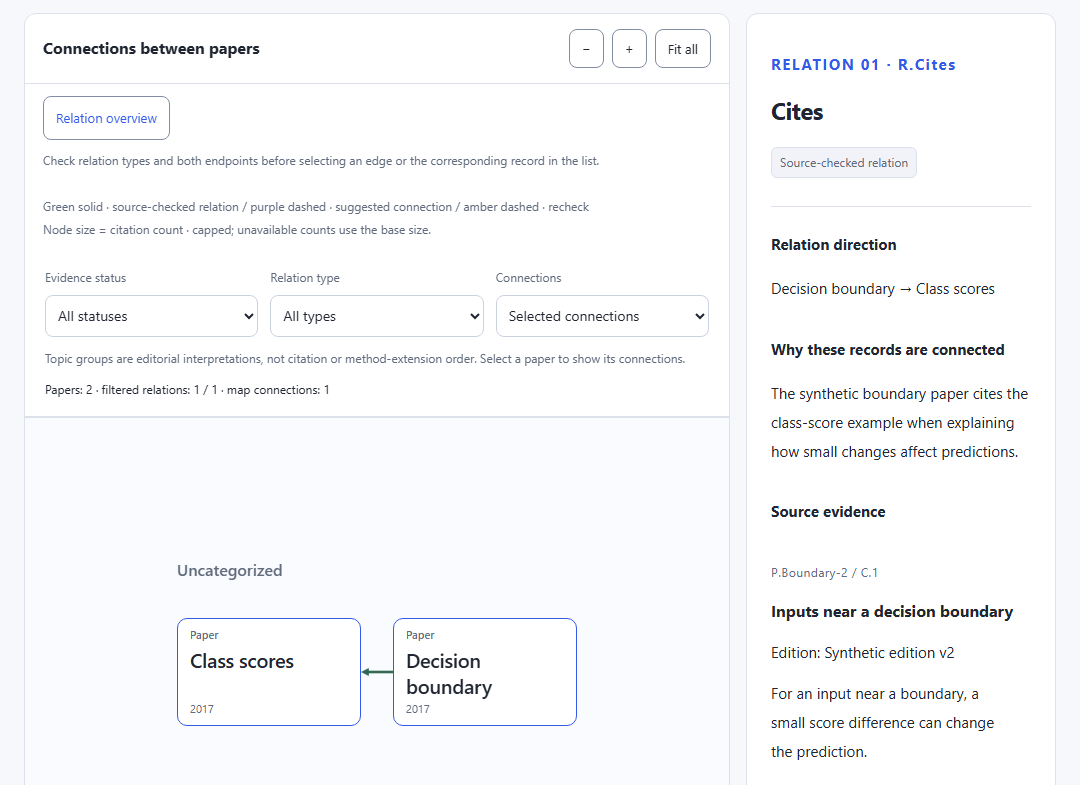 Connections between papers
−
+
Fit all
Relation overview
Check relation types and both endpoints before selecting an edge or the corresponding record in the list.
Green solid · source-checked relation / purple dashed · suggested connection / amber dashed · recheck
Node size = citation count · capped; unavailable counts use the base size.
Evidence status
Relation type
Connections
All statuses
All types
Selected connections
Topic groups are editorial interpretations, not citation or method-extension order. Select a paper to show its connections.
Papers: 2 · filtered relations: 1 / 1 · map connections: 1
Uncategorized
Paper
Class scores
2017
Paper
Decision
boundary
2017
RELATION 01 · R.Cites
Cites
Source-checked relation
Relation direction
Decision boundary → Class scores
Why these records are connected
The synthetic boundary paper cites the
class-score example when explaining
how small changes affect predictions.
Source evidence
P.Boundary-2 / C.1
Inputs near a decision boundary
Edition: Synthetic edition v2
For an input near a boundary, a
small score difference can change
the prediction.